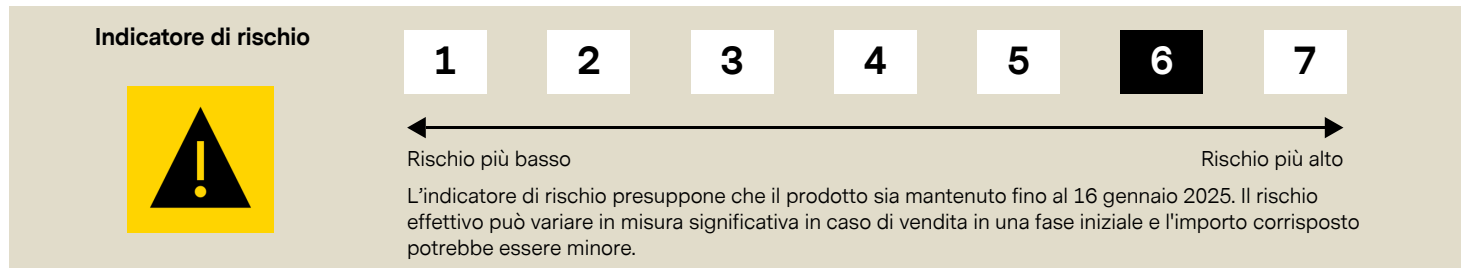 Indicatore di rischio
1 2 3 4 5 6 7
Rischio più basso
Rischio più alto
L'indicatore di rischio presuppone che il prodotto sia mantenuto fino al 16 gennaio 2025. Il rischio
effettivo può variare in misura significativa in caso di vendita in una fase iniziale e l'importo corrisposto
potrebbe essere minore.